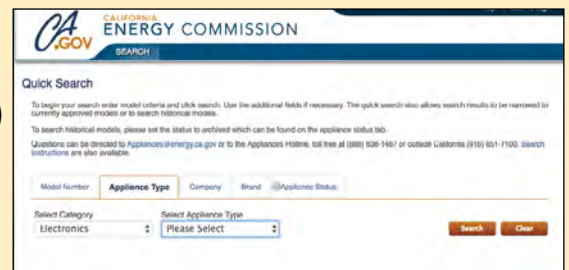 CA
.GOV
CALIFORNIA
ENERGY COMMISSION
SEARCH
Quick Search
To begin your search enter model criteria and click search. Use the additional fields if necessary. The quick search also allows search results to be narrowed to
currently approved models or to search historical models.
To search historical models, please set the status to archived which can be found on the appliance status tab.
Questions can be directed to Appliances@energy.ca.gov or to the Appliances Hotline, toll free at (888) 838-1467 or outside California (916) 651-7100. Search
Instructions are also available.
Model Number Appliance Type Company Brand Appliance Status
Select Category Select Appliance Type
Electronics Please Select Search Clear